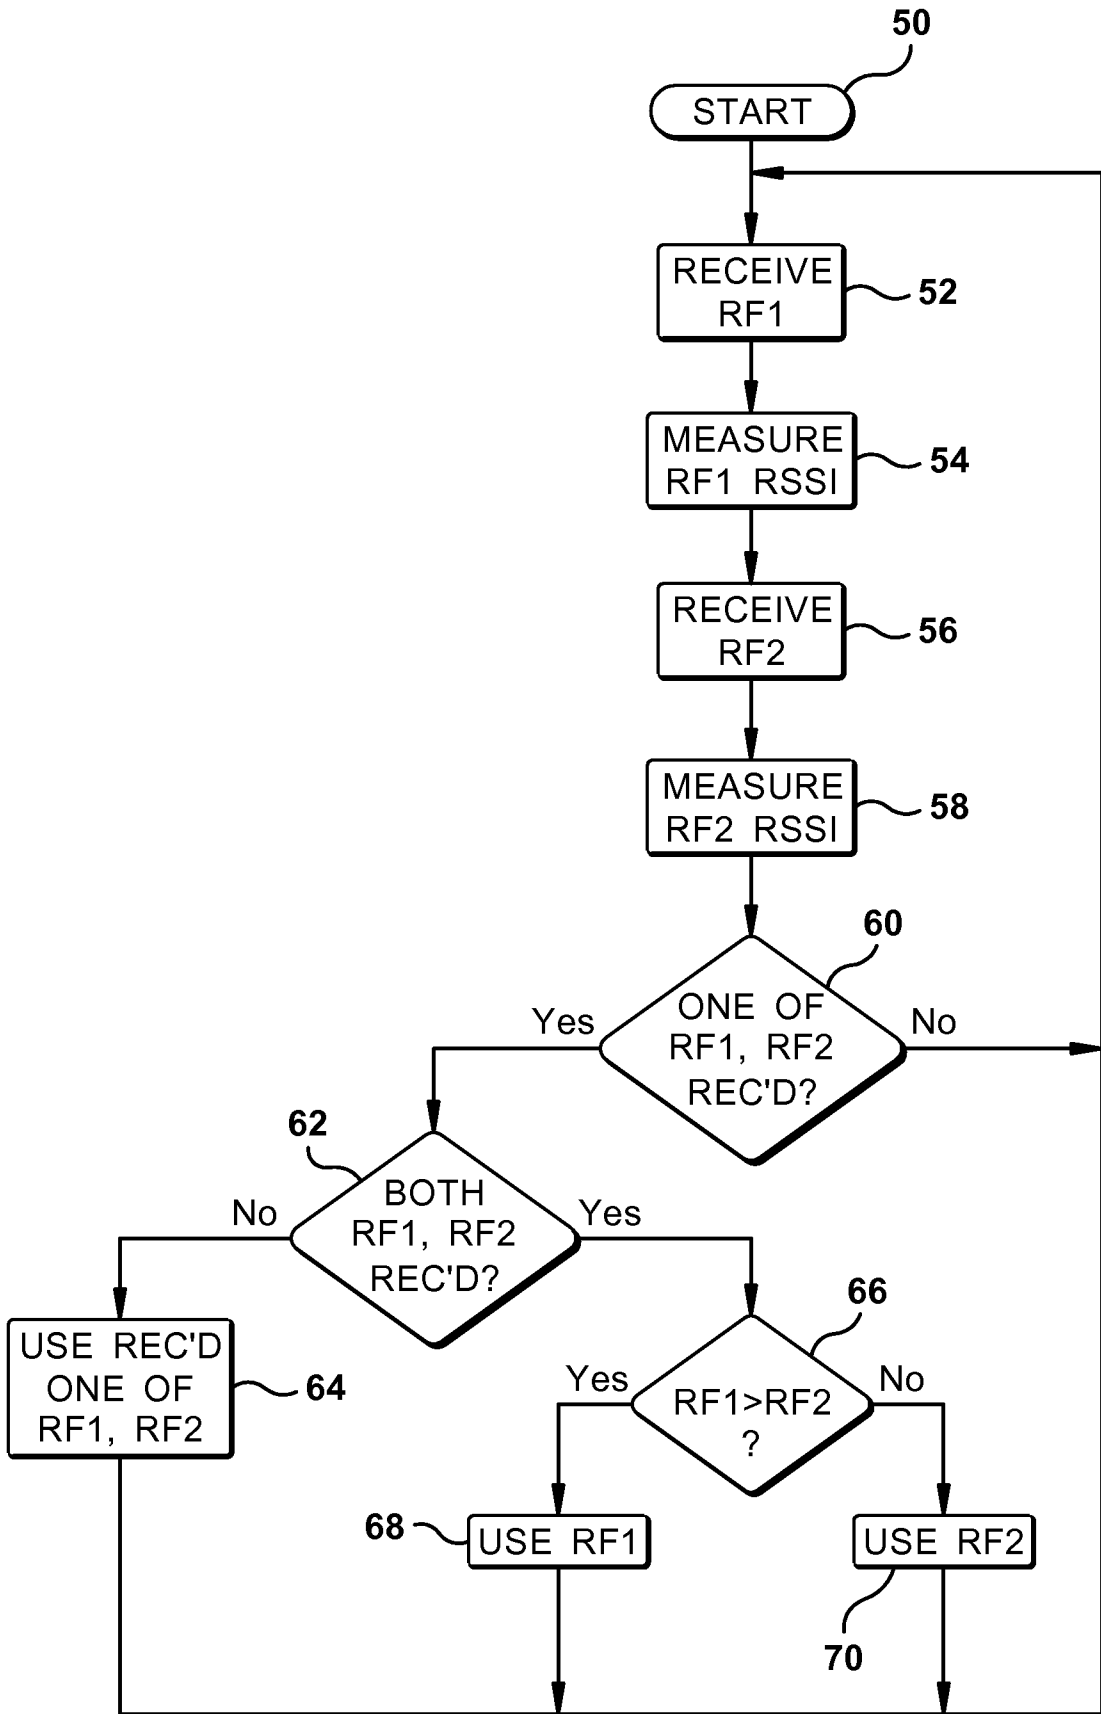 50
START
RECEIVE
RF1
52
MEASURE
RF1 RSSI
54
RECEIVE
RF2
56
MEASURE
RF2 RSSI
58
60
ONE OF
RF1, RF2
REC'D?
Yes
No
62
BOTH
RF1, RF2
REC'D?
No
Yes
USE REC'D
ONE OF
RF1, RF2
64
66
RF1>RF2
?
Yes
No
68
USE RF1
USE RF2
70